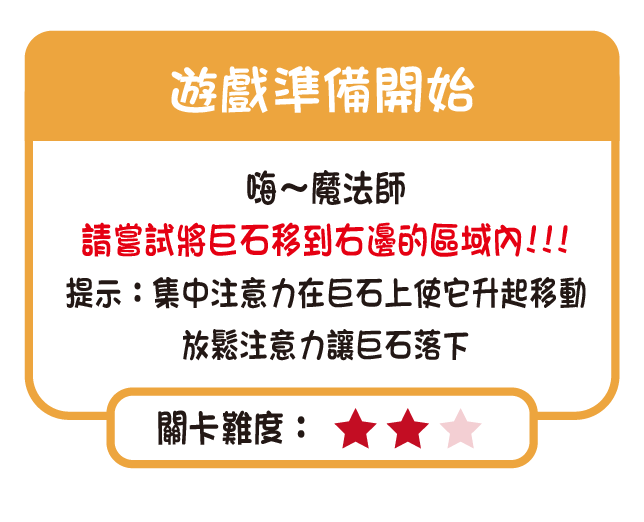 遊戲準備開始
嗨～魔法師
請嘗試將巨石移到右邊的區域內!!!
提示：集中注意力在巨石上使它升起移動
放鬆注意力讓巨石落下
關卡難度：